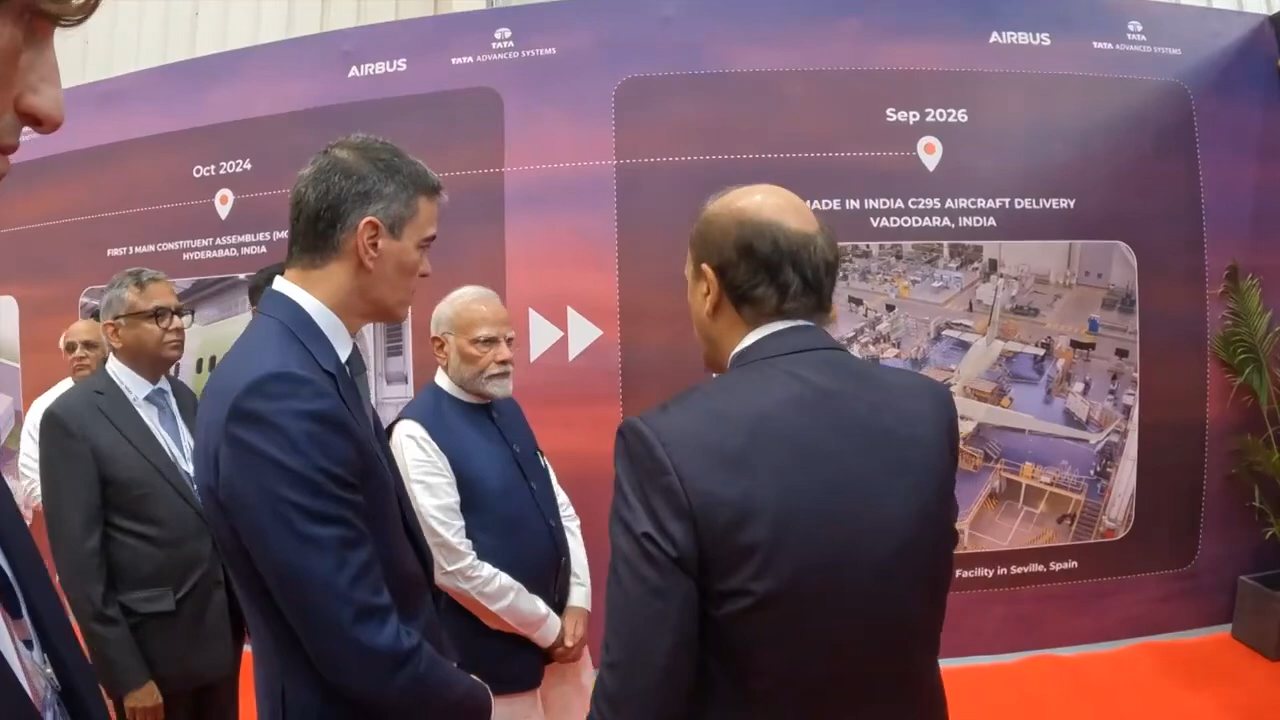 AIRBUS
TATA
TATA ADVANCED SYSTEMS
Oct 2024
FIRST 3 MAIN CONSTITUENT ASSEMBLIES
HYDERABAD, INDIA
AIRBUS
TATA
TATA ADVANCED SYSTEMS
Sep 2026
MADE IN INDIA C295 AIRCRAFT DELIVERY
VADODARA, INDIA
Facility in Seville, Spain